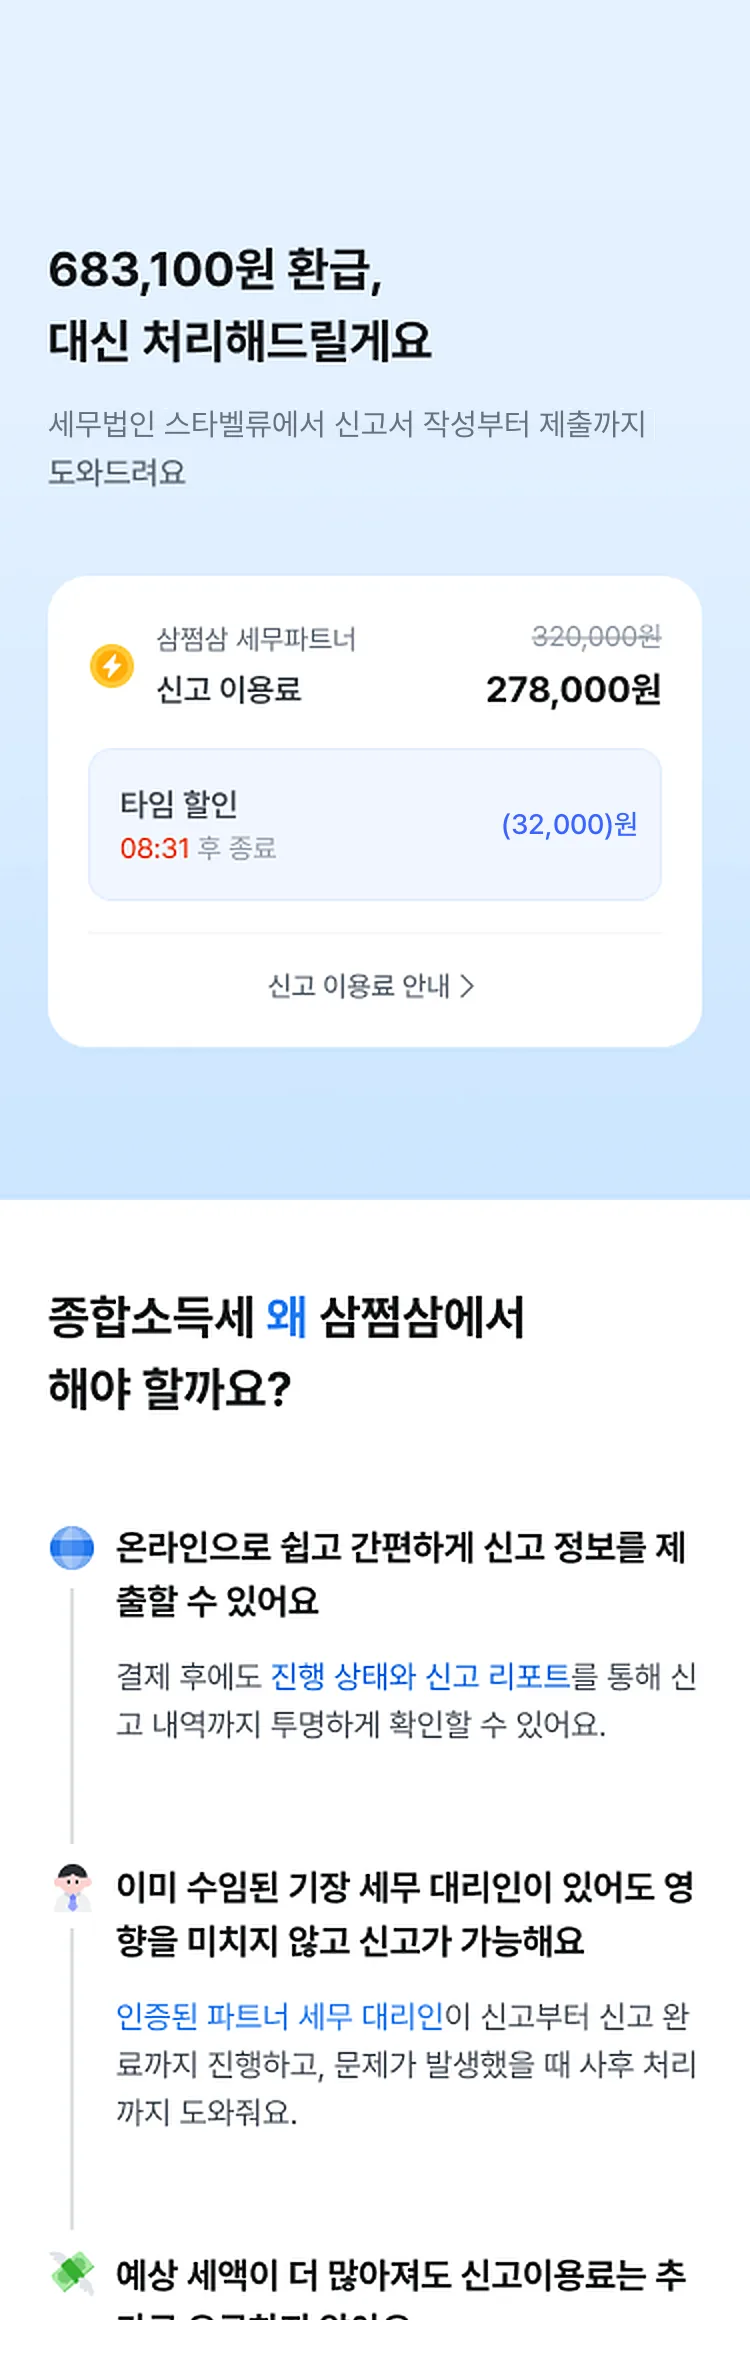 683,100원 환급,
대신 처리해드릴게요
세무법인 스타벨류에서 신고서 작성부터 제출까지
도와드려요
삼쩜삼 세무파트너
320,000원
신고 이용료
278,000원
타임 할인
08:31 후 종료
(32,000)원
신고 이용료 안내 >
종합소득세 왜 삼쩜삼에서
해야 할까요?
온라인으로 쉽고 간편하게 신고 정보를 제
출할 수 있어요
결제 후에도 진행 상태와 신고 리포트를 통해 신
고 내역까지 투명하게 확인할 수 있어요.
이미 수임된 기장 세무 대리인이 있어도 영
향을 미치지 않고 신고가 가능해요
인증된 파트너 세무 대리인이 신고부터 신고 완
료까지 진행하고, 문제가 발생했을 때 사후 처리
까지 도와줘요.
예상 세액이 더 많아져도 신고이용료는 추